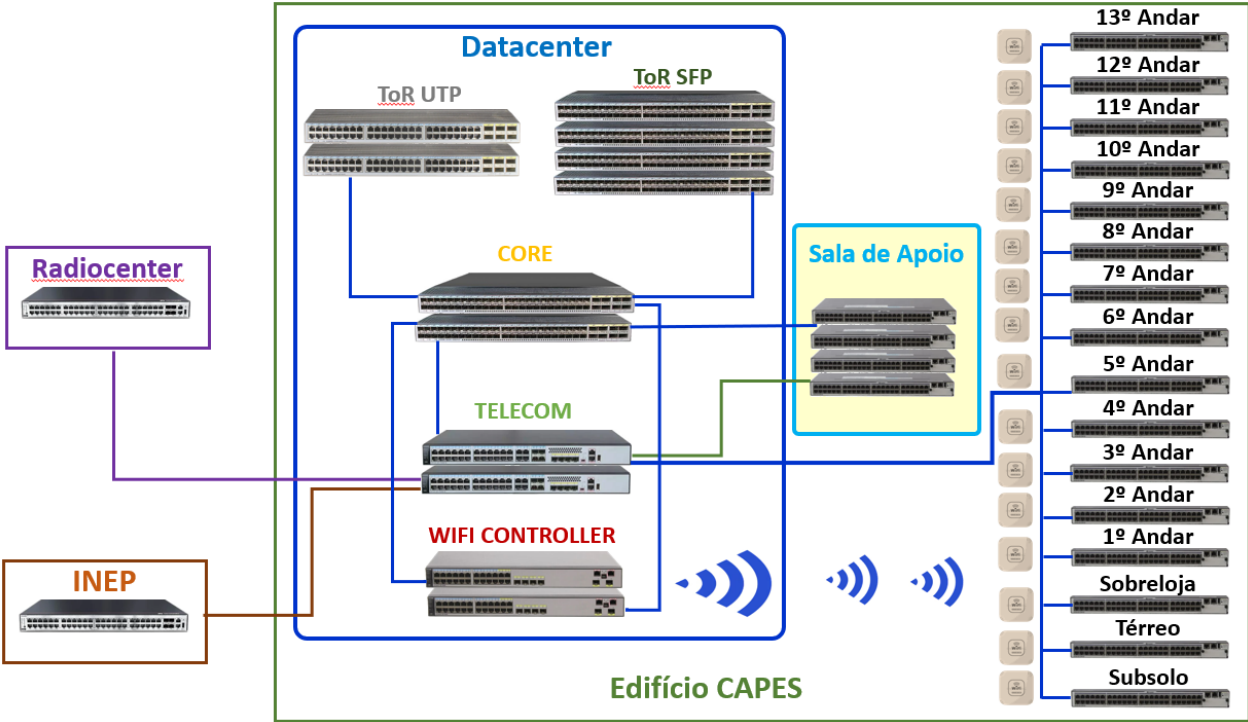 Datacenter
ToR UTP
ToR SFP
CORE
TELECOM
WIFI CONTROLLER
Radiocenter
INEP
Sala de Apoio
13º Andar
12º Andar
11º Andar
10º Andar
9º Andar
8º Andar
7º Andar
6º Andar
5º Andar
4º Andar
3º Andar
2º Andar
1º Andar
Sobreloja
Térreo
Subsolo
Edifício CAPES